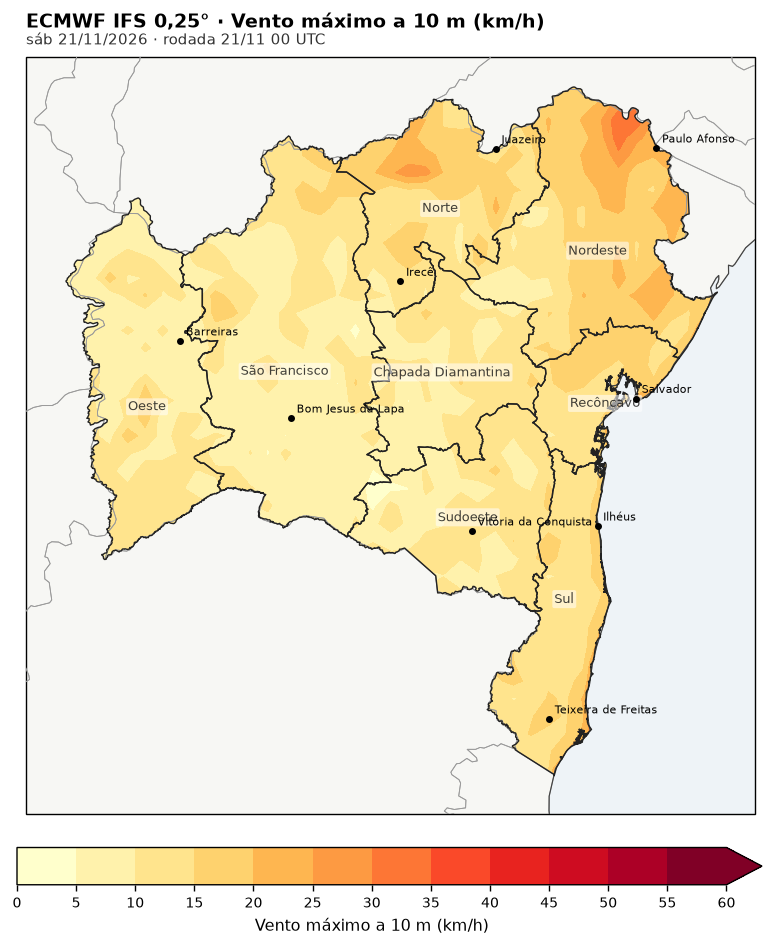 ECMWF IFS 0,25° · Vento máximo a 10 m (km/h)
sáb 21/11/2026 · rodada 21/11 00 UTC
Juazeiro
Paulo Afonso
Norte
Nordeste
Irecê
Barreiras
São Francisco
Chapada Diamantina
Salvador
Oeste
Recôncavo
Bom Jesus da Lapa
Sudoeste
Vitória da Conquista
Ilhéus
Sul
Teixeira de Freitas
0 5 10 15 20 25 30 35 40 45 50 55 60
Vento máximo a 10 m (km/h)